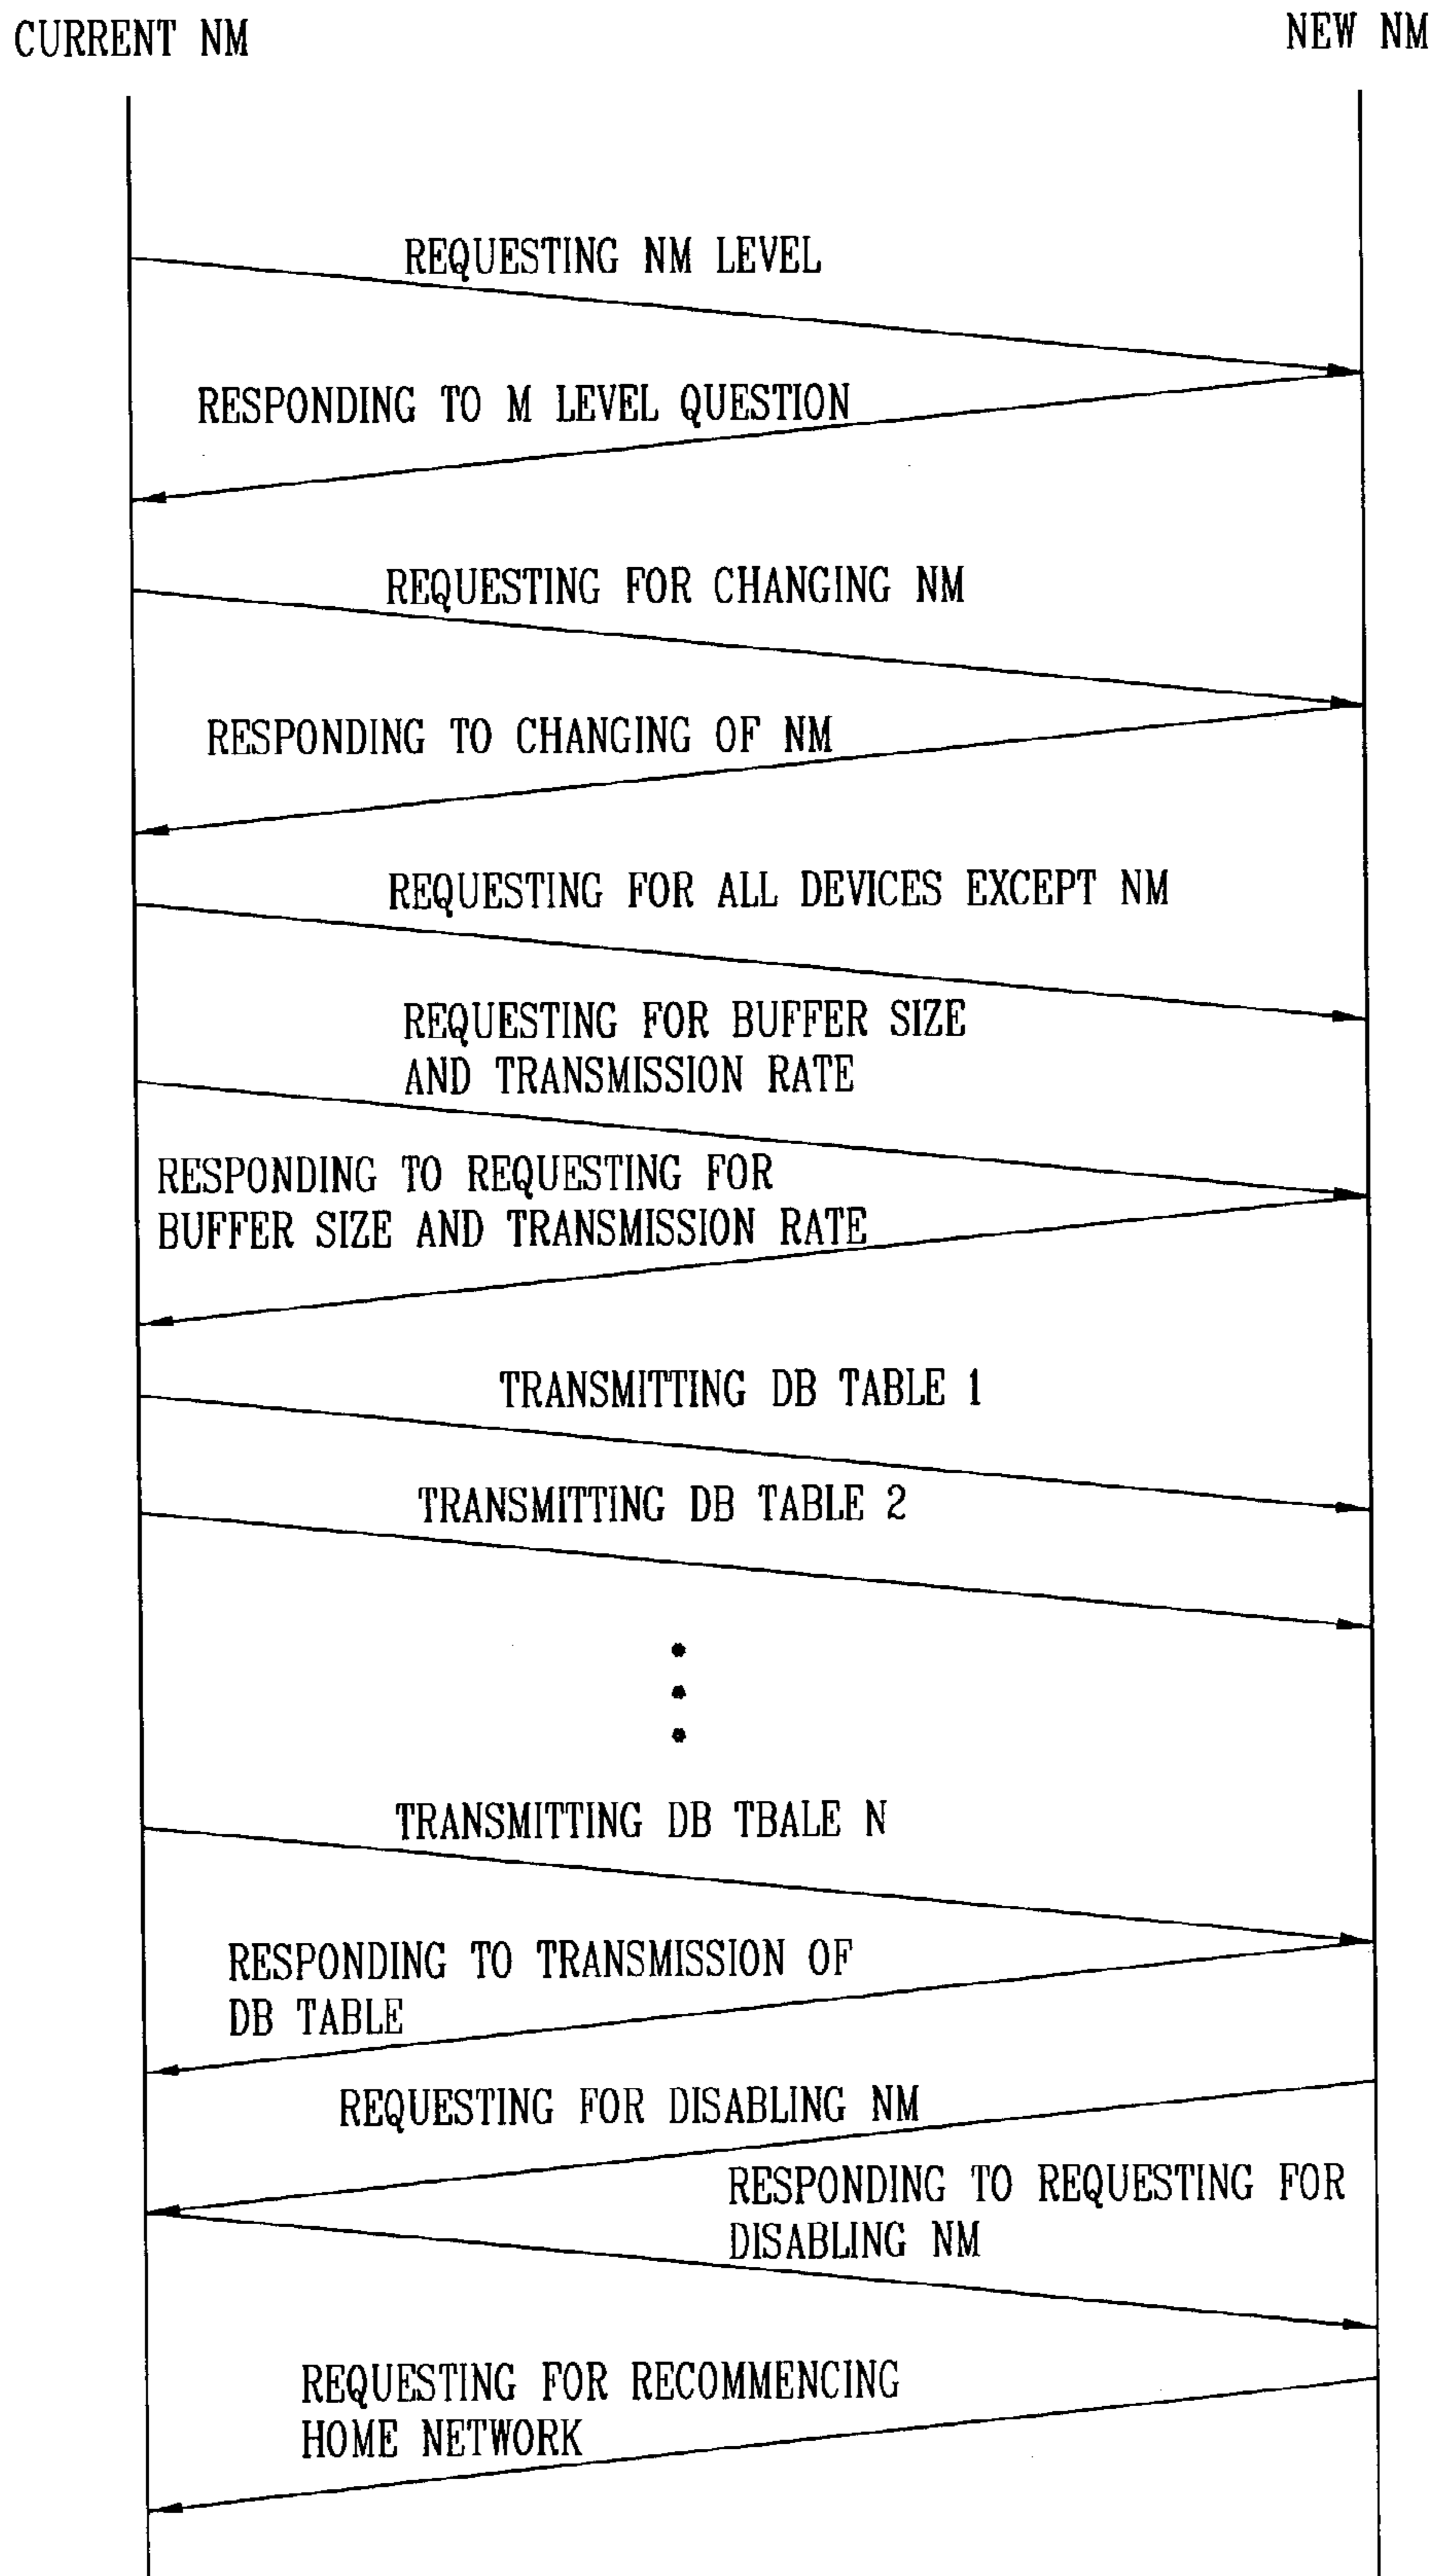 CURRENT NM
NEW NM
REQUESTING NM LEVEL
RESPONDING TO M LEVEL QUESTION
REQUESTING FOR CHANGING NM
RESPONDING TO CHANGING OF NM
REQUESTING FOR ALL DEVICES EXCEPT NM
REQUESTING FOR BUFFER SIZE
AND TRANSMISSION RATE
RESPONDING TO REQUESTING FOR
BUFFER SIZE AND TRANSMISSION RATE
TRANSMITTING DB TABLE 1
TRANSMITTING DB TABLE 2
TRANSMITTING DB TBALE N
RESPONDING TO TRANSMISSION OF
DB TABLE
REQUESTING FOR DISABLING NM
RESPONDING TO REQUESTING FOR
DISABLING NM
REQUESTING FOR RECOMMENCING
HOME NETWORK